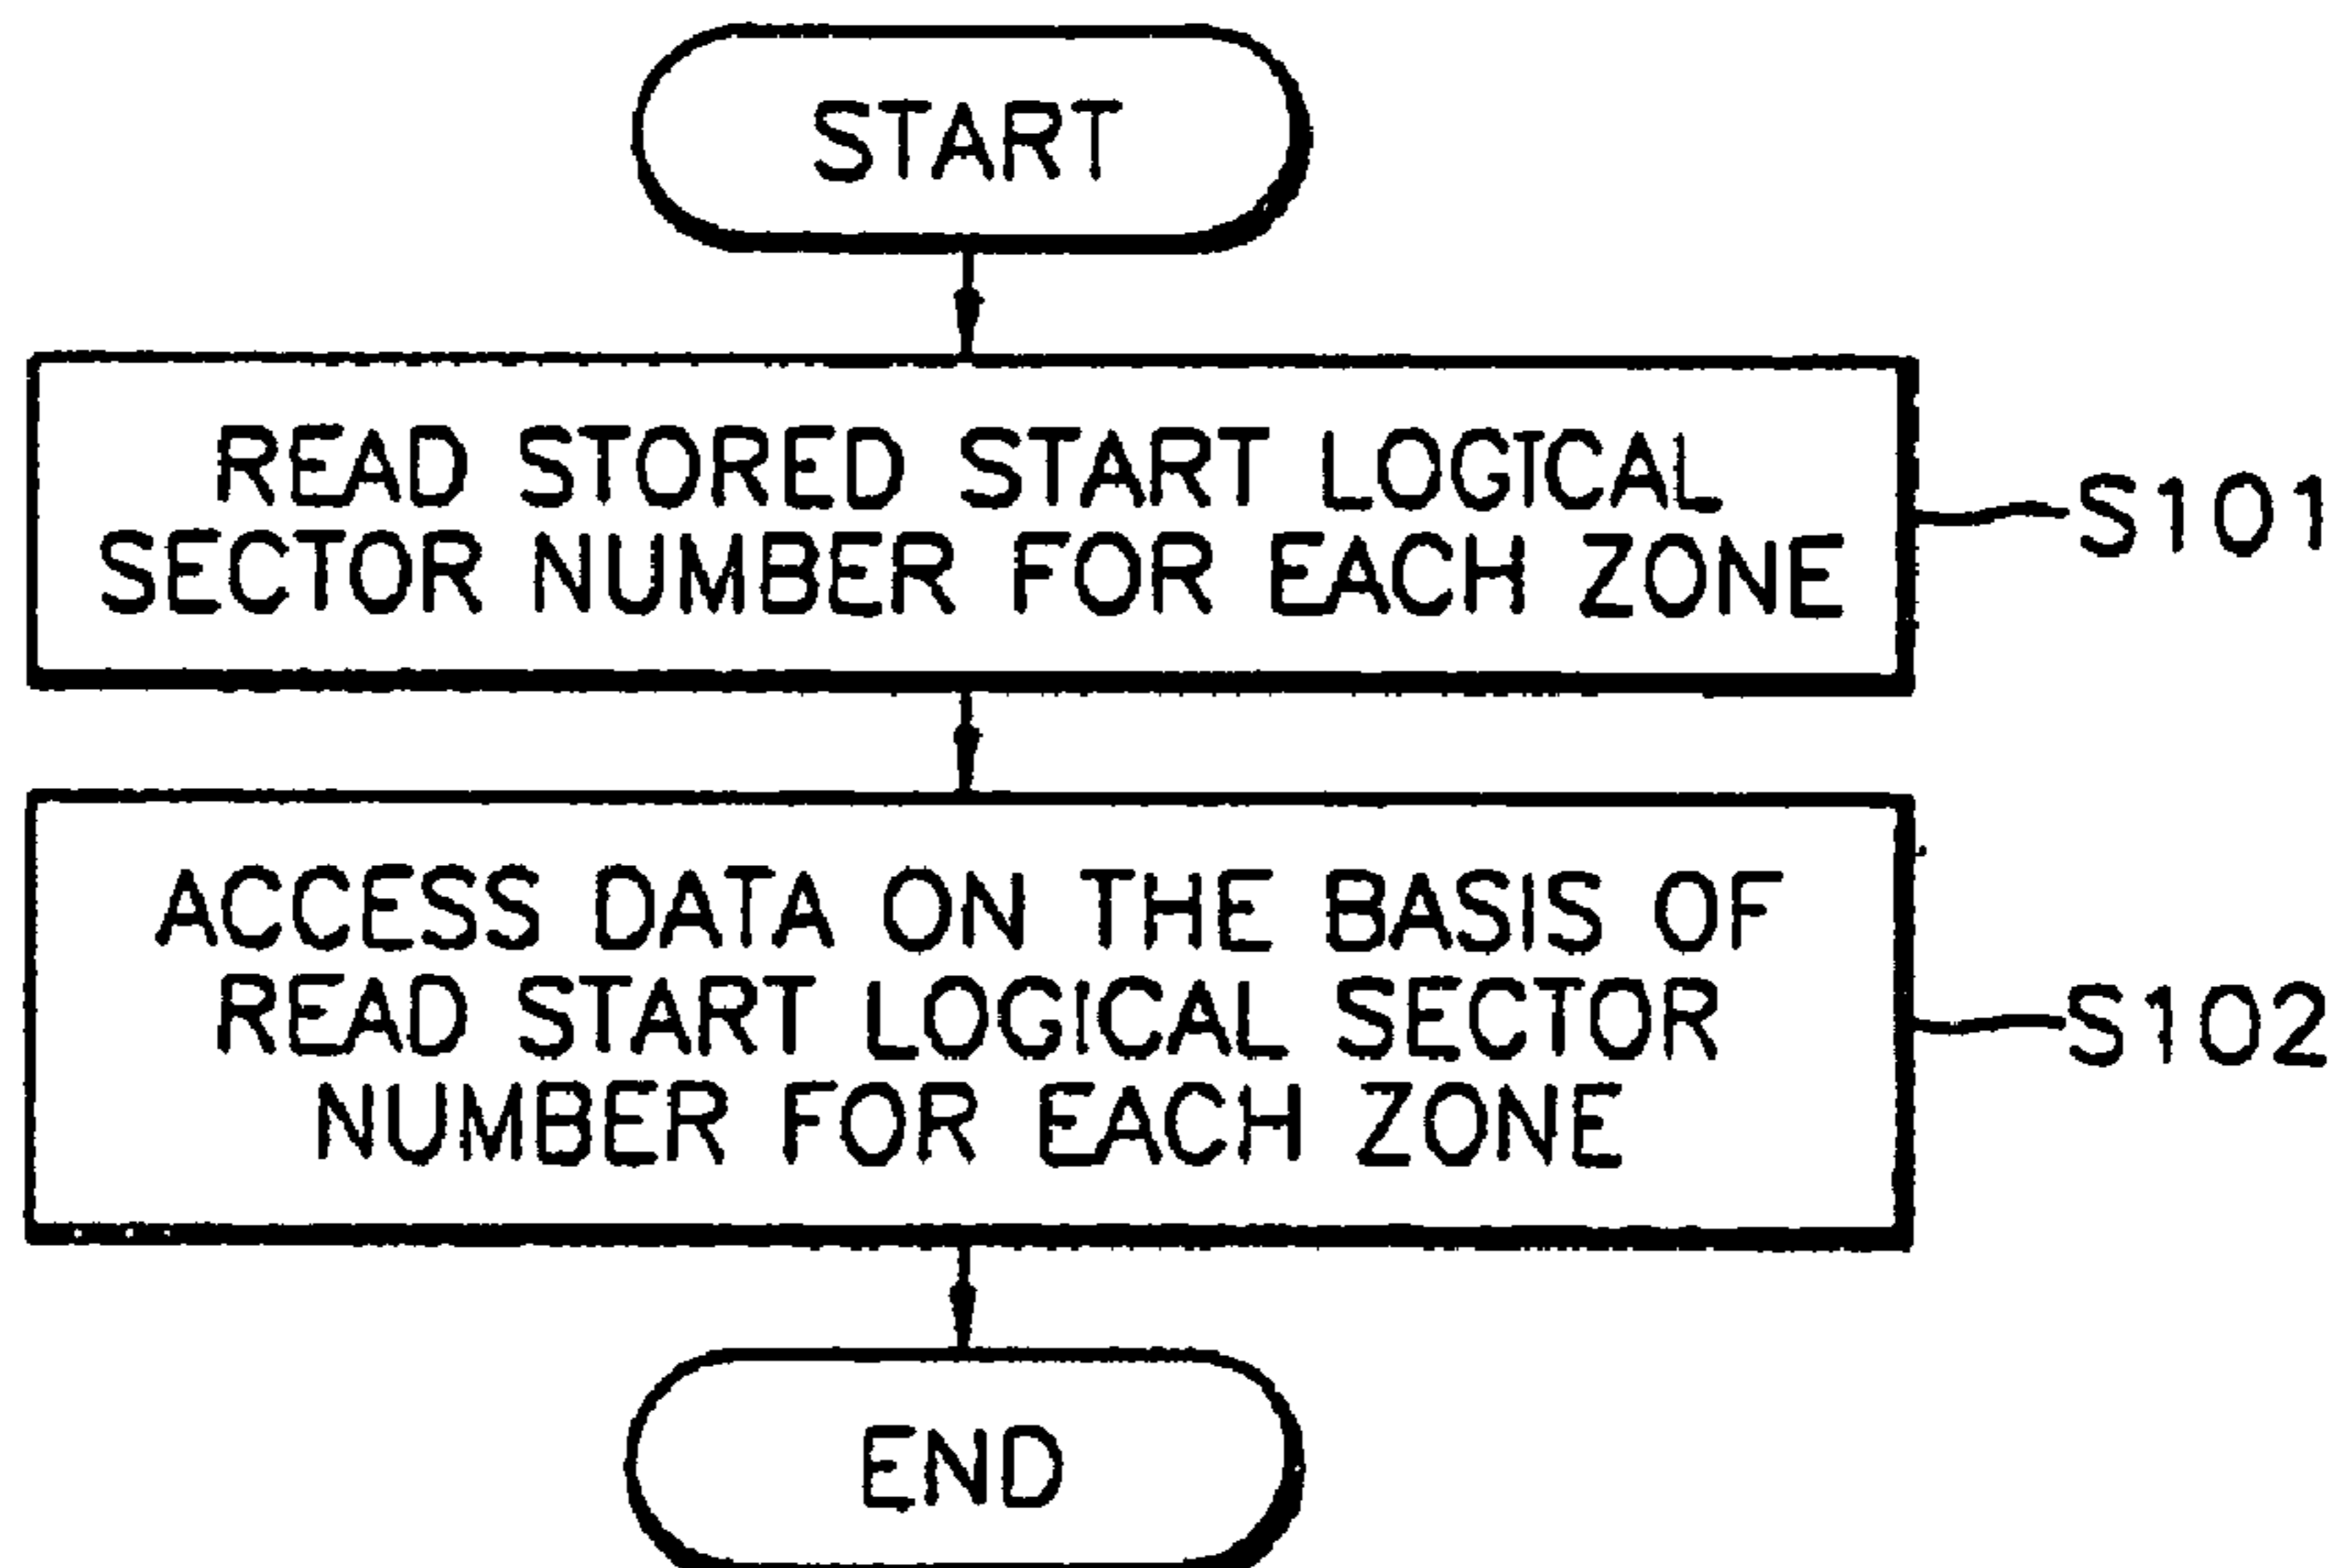 START
READ STORED START LOGICAL
SECTOR NUMBER FOR EACH ZONE
S101
ACCESS DATA ON THE BASIS OF
READ START LOGICAL SECTOR
NUMBER FOR EACH ZONE
S102
END